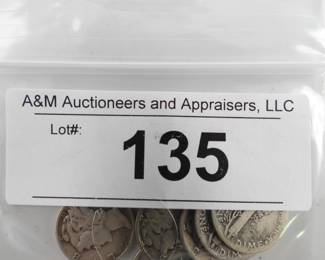 A&M Auctioneers and Appraisers, LLC
Lot#:
135